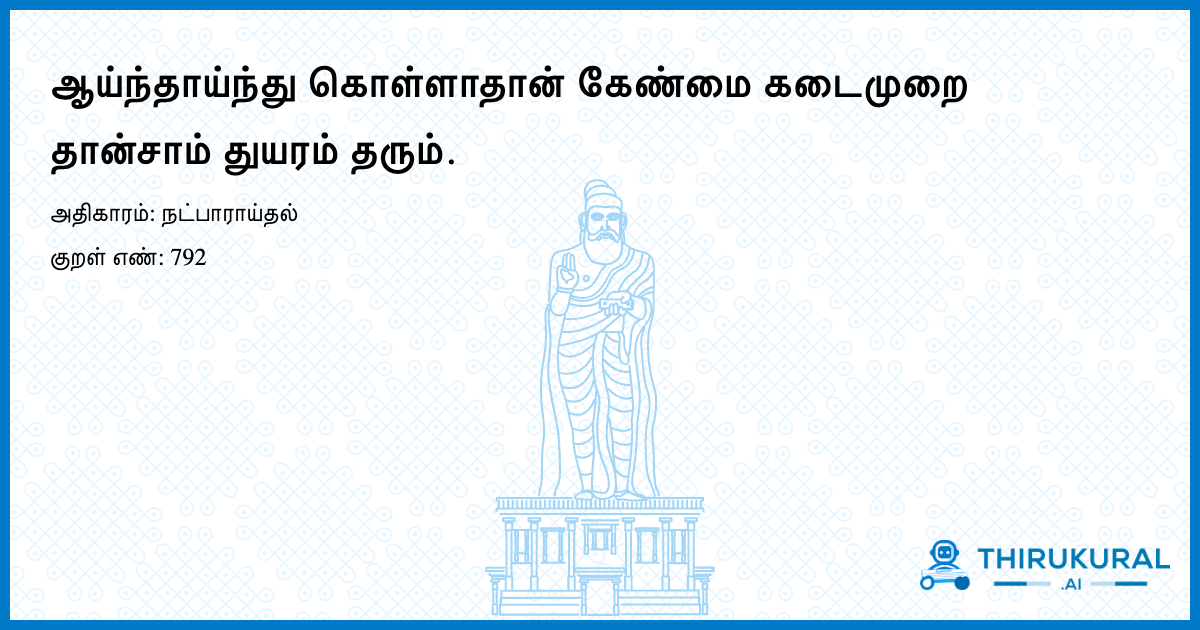 ஆய்ந்தாய்ந்து கொள்ளாதான் கேண்மை கடைமுறை
தான்சாம் துயரம் தரும்.
அதிகாரம்: நட்பாராய்தல்
குறள் எண்: 792
THIRUKURAL
.AI